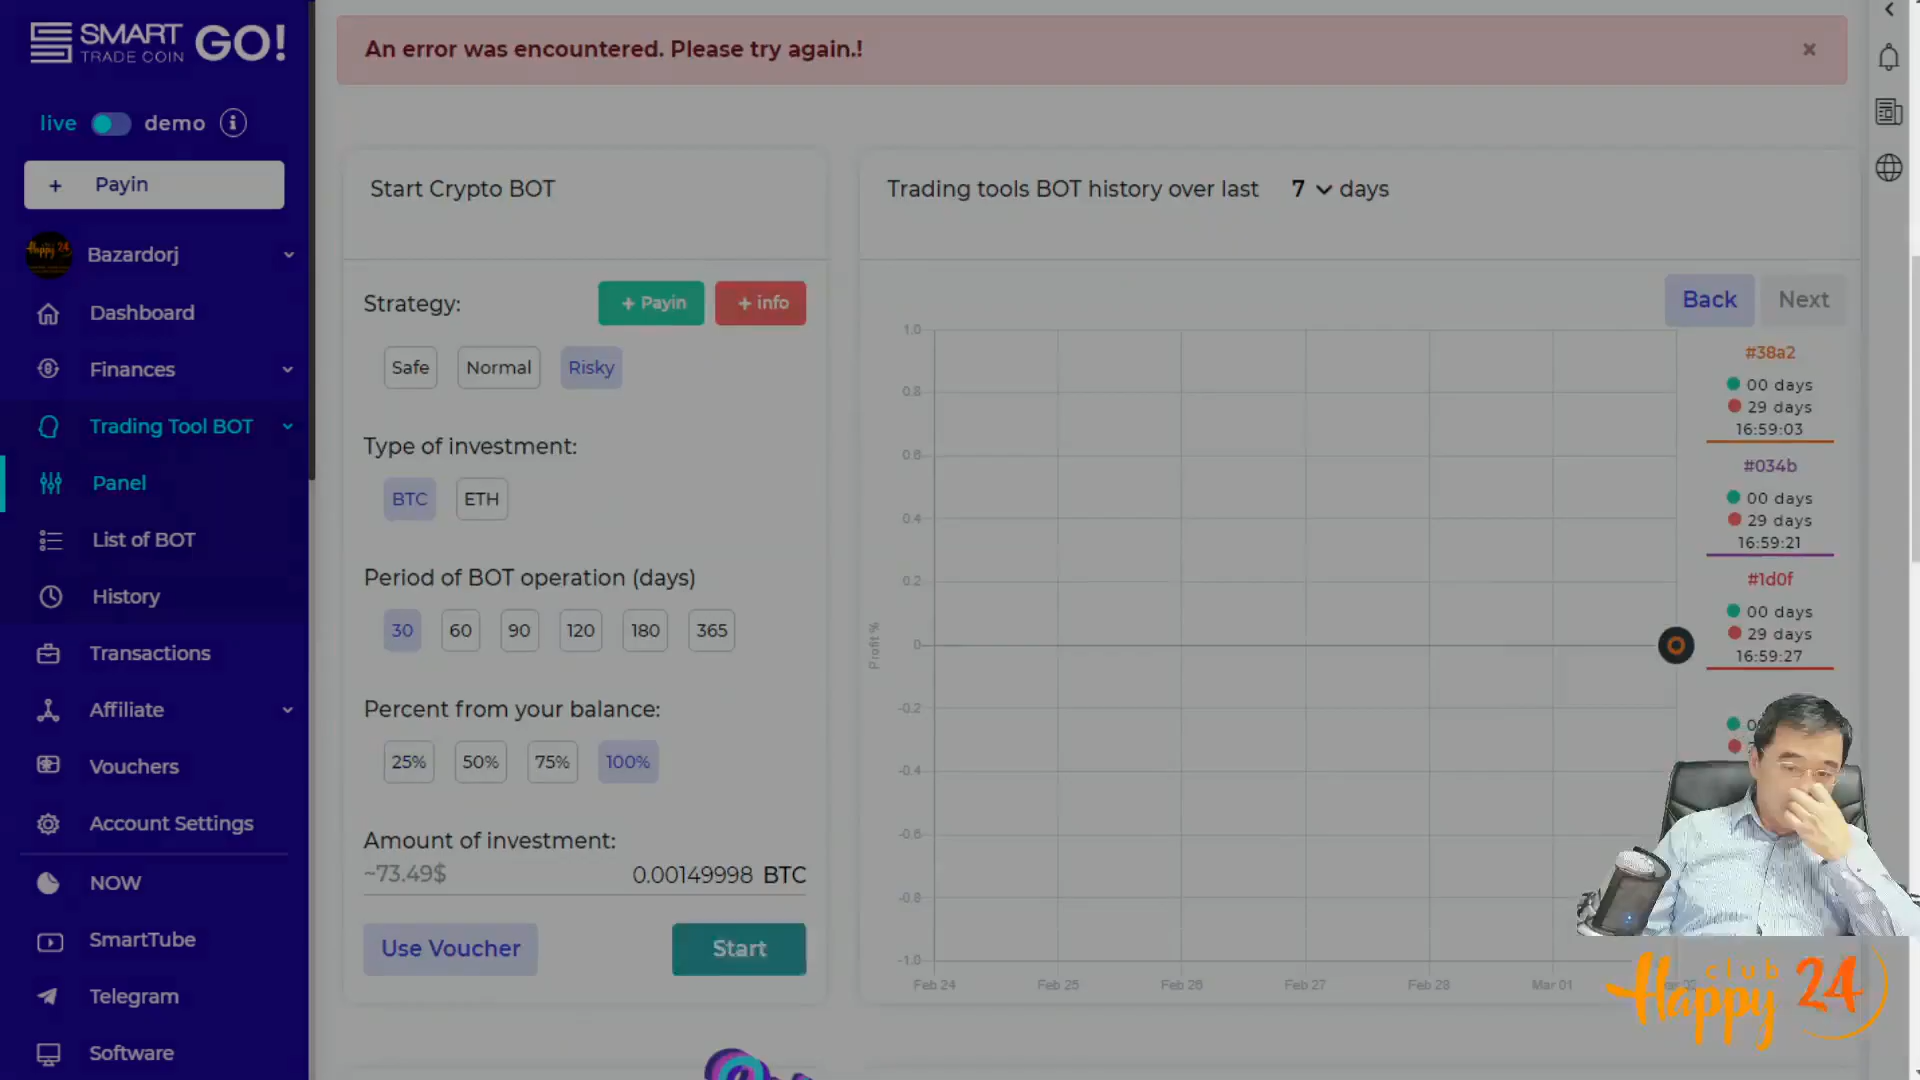 SMART
TRADE COIN
GO!
live
demo
+ Payin
Bazardorj
Dashboard
Finances
Trading Tool BOT
Panel
List of BOT
History
Transactions
Affiliate
Vouchers
Account Settings
NOW
SmartTube
Telegram
Software
An error was encountered. Please try again.!
×
Start Crypto BOT
Strategy:
+ Payin
+ info
Safe
Normal
Risky
Type of investment:
BTC
ETH
Period of BOT operation (days)
30
60
90
120
180
365
Percent from your balance:
25%
50%
75%
100%
Amount of investment:
~73.49$
0.00149998 BTC
Use Voucher
Start
Trading tools BOT history over last 7 days
Back
Next
1.0
0.8
0.6
0.4
0.2
0
-0.2
-0.4
-0.6
-0.8
-1.0
Profit %
Feb 24
Feb 25
Feb 26
Feb 27
Feb 28
Mar 01
#38a2
00 days
29 days
16:59:03
#034b
00 days
29 days
16:59:21
#1d0f
00 days
29 days
16:59:27
club
Happy 24